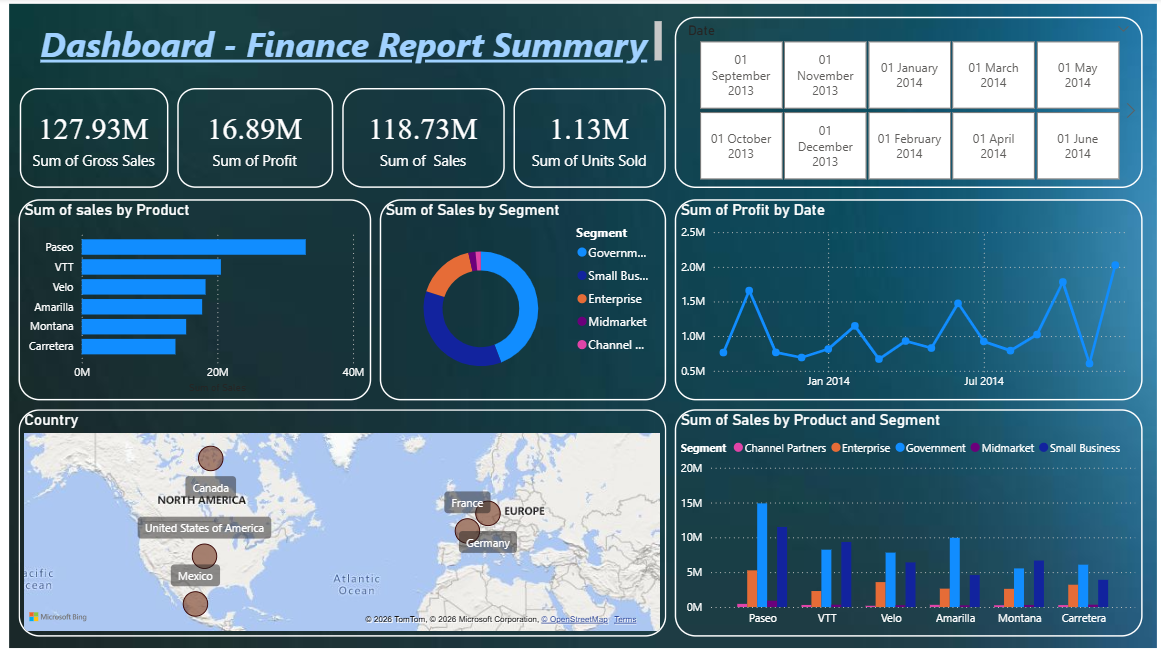 Dashboard - Finance Report Summary
127.93M
Sum of Gross Sales
16.89M
Sum of Profit
118.73M
Sum of Sales
1.13M
Sum of Units Sold
Date
01
September
2013
01
November
2013
01 January
2014
01 March
2014
01 May
2014
01 October
2013
01
December
2013
01 February
2014
01 April
2014
01 June
2014
Sum of sales by Product
Paseo
VTT
Velo
Amarilla
Montana
Carretera
0M
20M
40M
Sum of Sales by Segment
Segment
Governm...
Small Bus...
Enterprise
Midmarket
Channel ...
Sum of Profit by Date
2.5M
2.0M
1.5M
1.0M
0.5M
Jan 2014
Jul 2014
Country
Canada
NORTH AMERICA
United States of America
Mexico
France
EUROPE
Germany
acific
cean
Atlantic
Ocean
Microsoft Bing
© 2026 TomTom, © 2026 Microsoft Corporation, © OpenStreetMap Terms
Sum of Sales by Product and Segment
Segment Channel Partners Enterprise Government Midmarket Small Business
20M
15M
10M
5M
0M
Paseo
VTT
Velo
Amarilla
Montana
Carretera